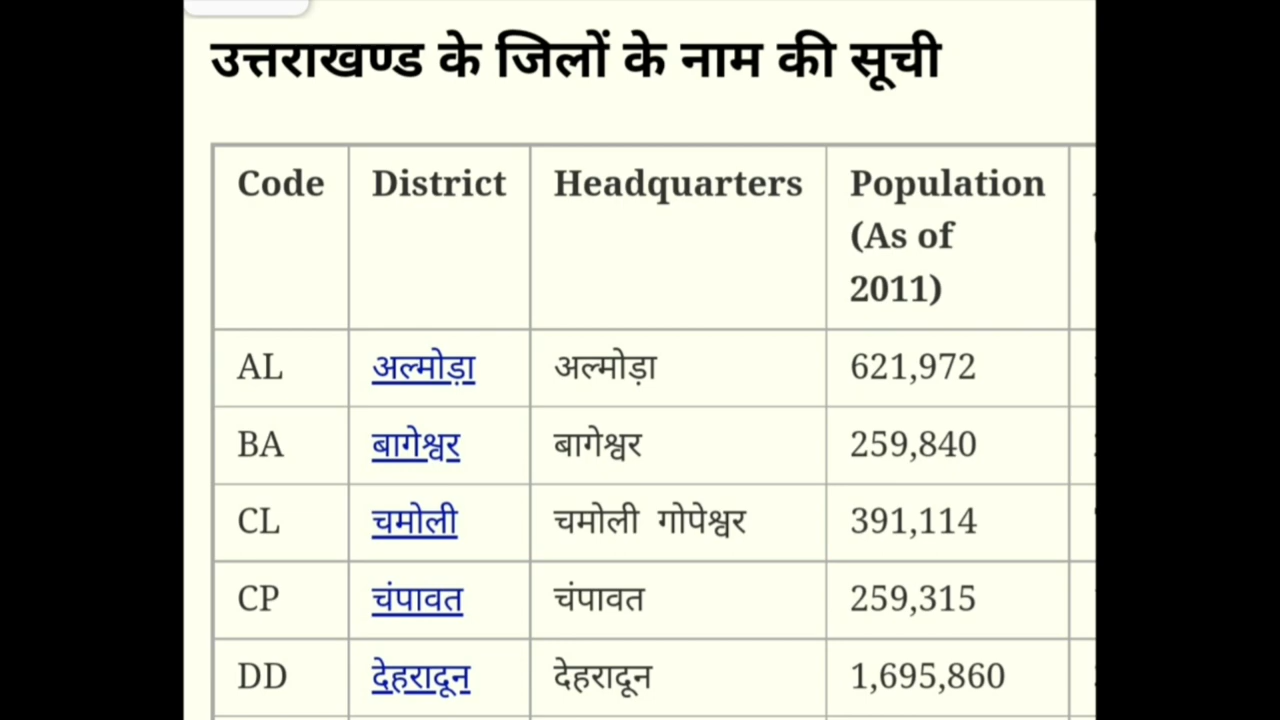 उत्तराखण्ड के जिलों के नाम की सूची
Code District Headquarters Population
(As of
2011)
AL अल्मोड़ा अल्मोड़ा 621,972
BA बागेश्वर बागेश्वर 259,840
CL चमोली चमोली गोपेश्वर 391,114
CP चंपावत चंपावत 259,315
DD देहरादून देहरादून 1,695,860